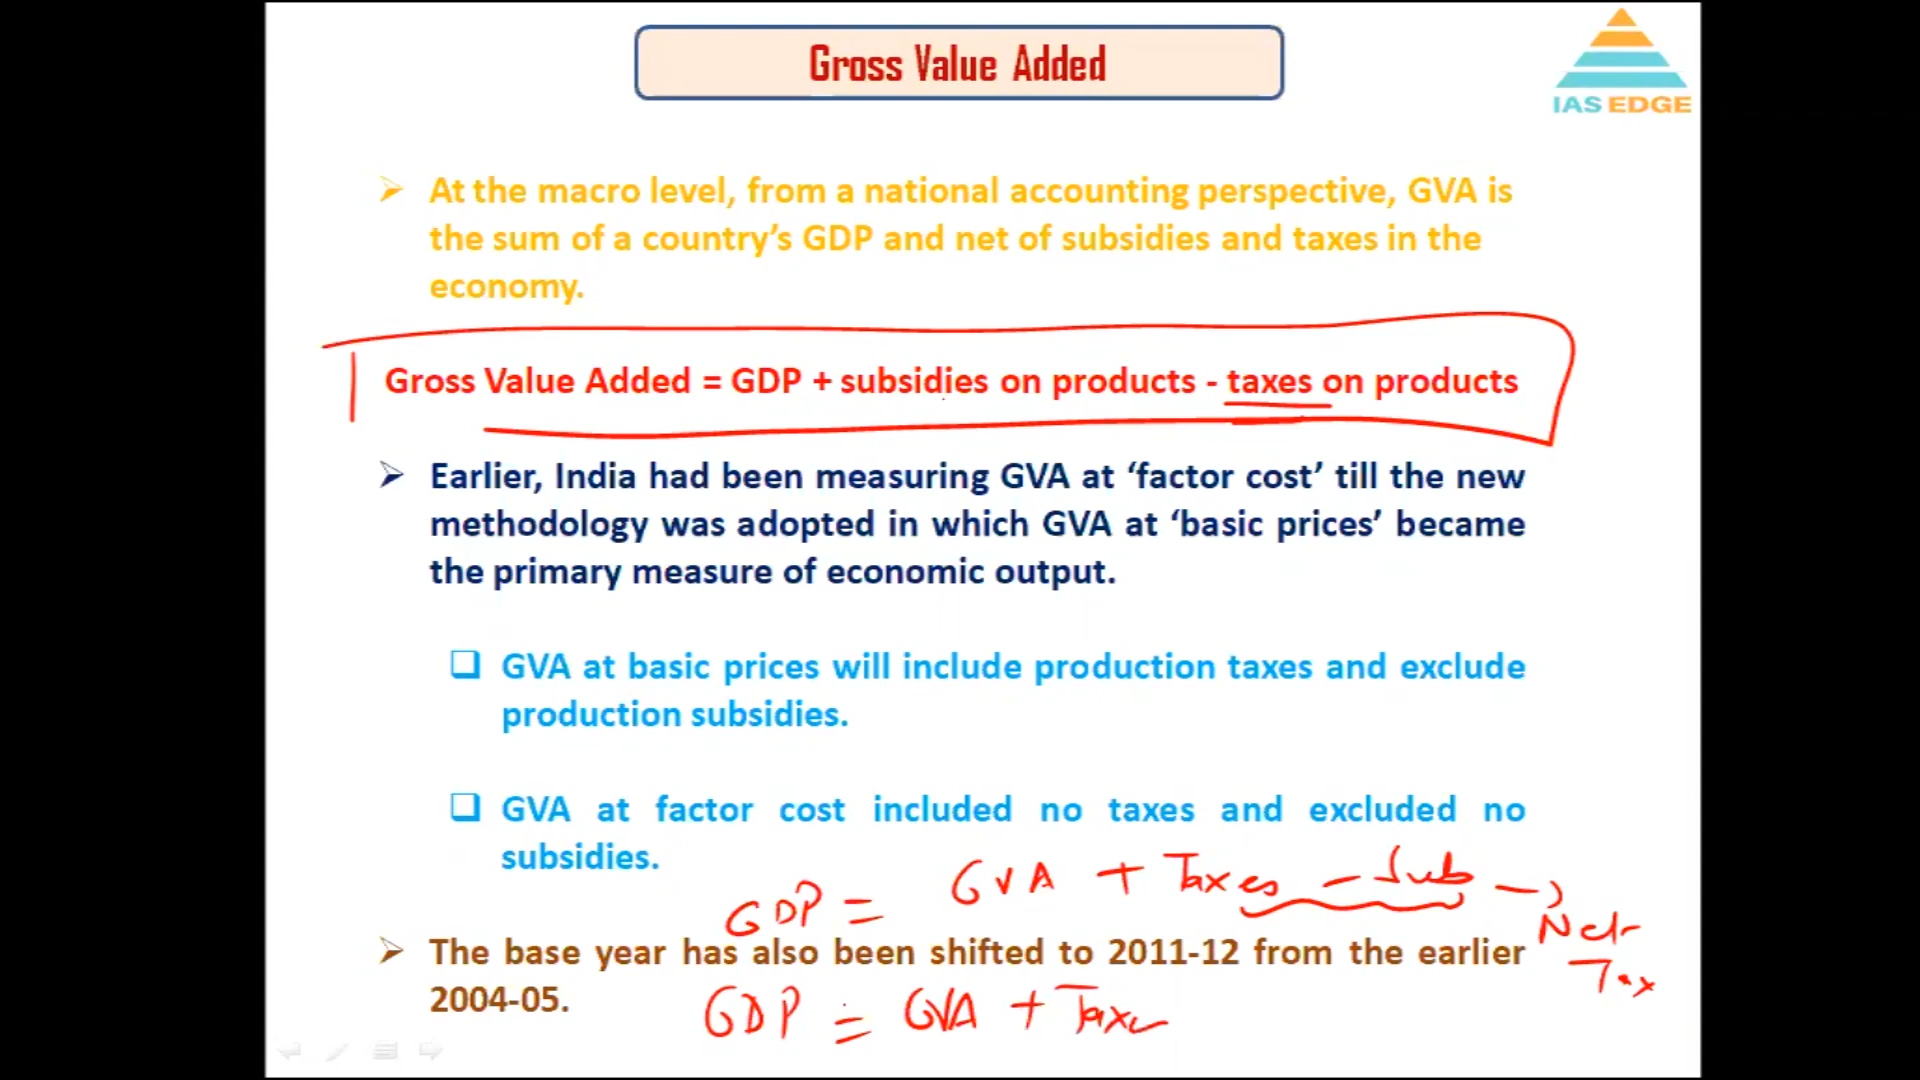 Gross Value Added
IAS EDGE
At the macro level, from a national accounting perspective, GVA is
the sum of a country's GDP and net of subsidies and taxes in the
economy.
Gross Value Added = GDP + subsidies on products - taxes on products
Earlier, India had been measuring GVA at ‘factor cost’ till the new
methodology was adopted in which GVA at ‘basic prices’ became
the primary measure of economic output.
GVA at basic prices will include production taxes and exclude
production subsidies.
GVA at factor cost included no taxes and excluded no
subsidies.
GDP = GVA + Taxes - Sub →
Net
Tax
The base year has also been shifted to 2011-12 from the earlier
2004-05.
GDP = GVA + Taxe